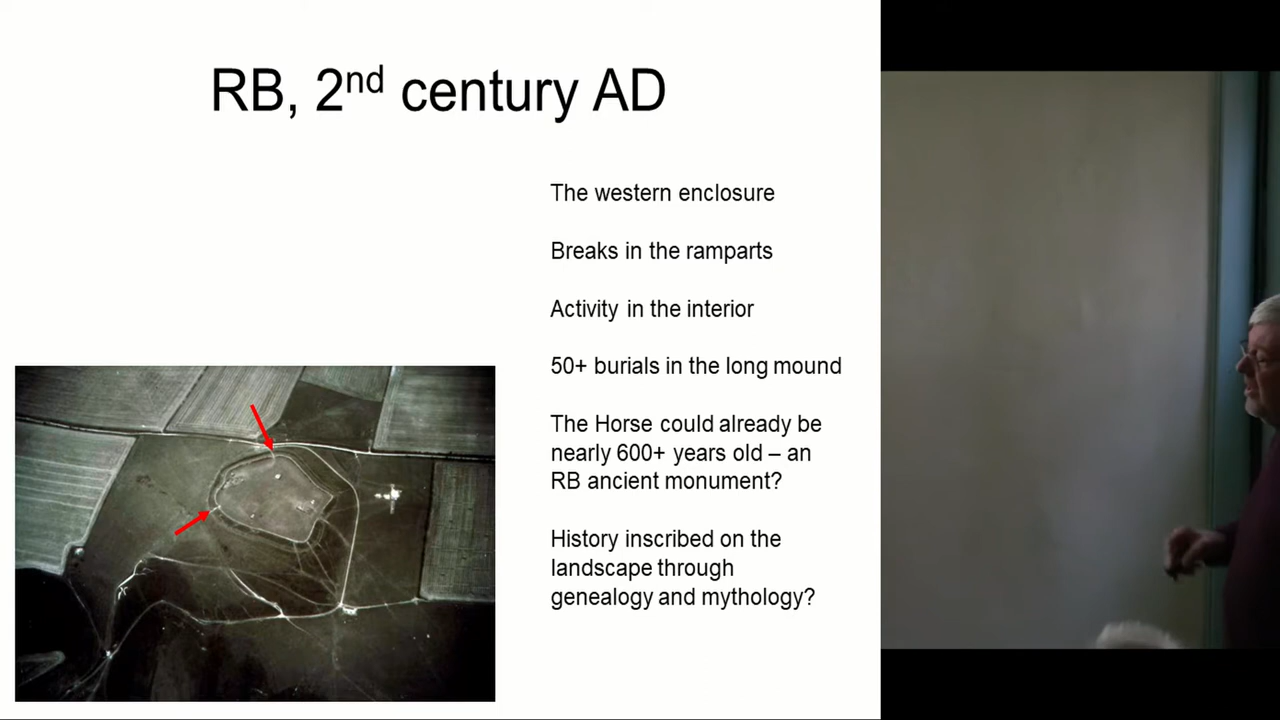 RB, 2nd century AD
The western enclosure
Breaks in the ramparts
Activity in the interior
50+ burials in the long mound
The Horse could already be
nearly 600+ years old – an
RB ancient monument?
History inscribed on the
landscape through
genealogy and mythology?